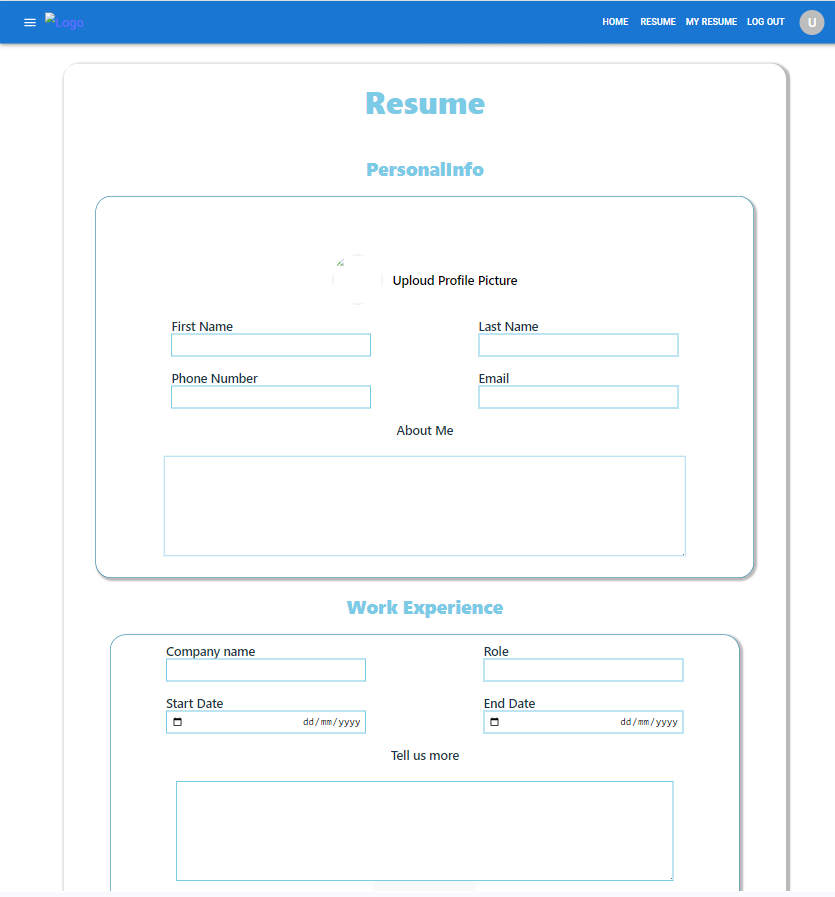 Logo HOME RESUME MY RESUME LOG OUT U
Resume
PersonalInfo
Uploud Profile Picture
First Name Last Name
Phone Number Email
About Me
Work Experience
Company name Role
Start Date End Date
dd/mm/yyyy dd/mm/yyyy
Tell us more